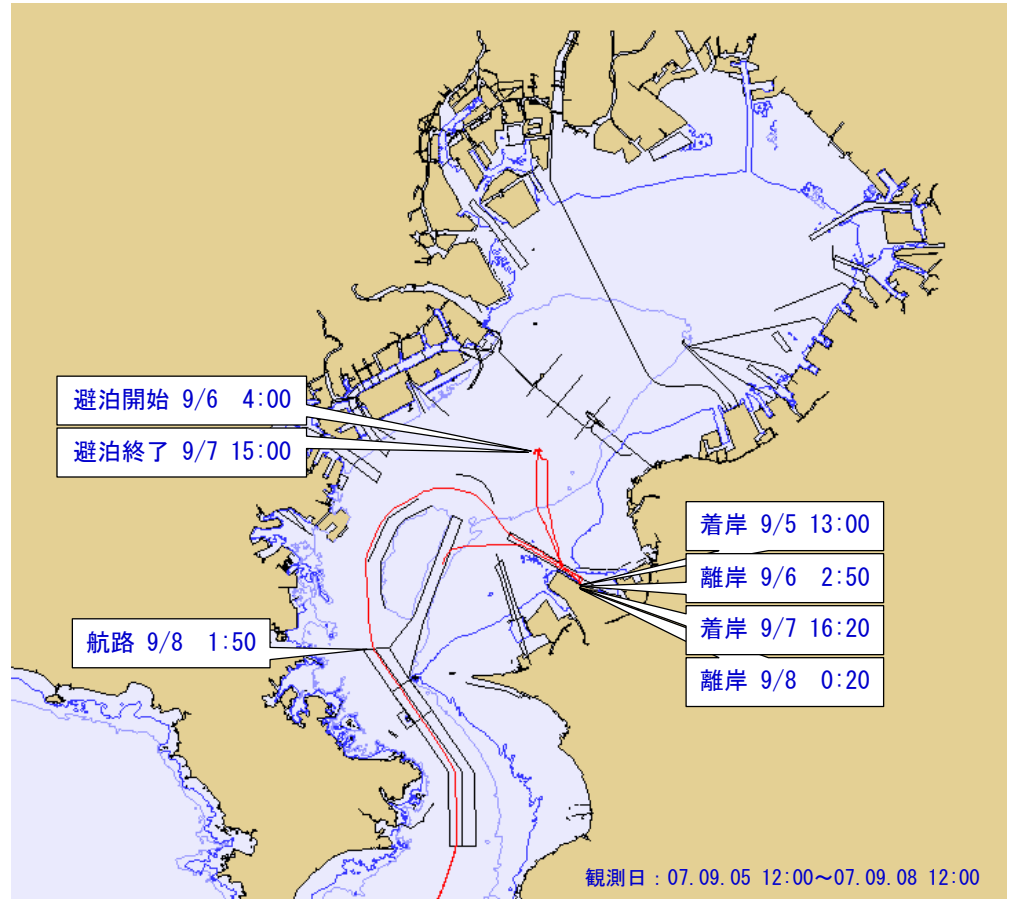 避泊開始 9/6 4:00
避泊終了 9/7 15:00
着岸 9/5 13:00
離岸 9/6 2:50
着岸 9/7 16:20
離岸 9/8 0:20
航路 9/8 1:50
観測日:07.09.05 12:00~07.09.08 12:00